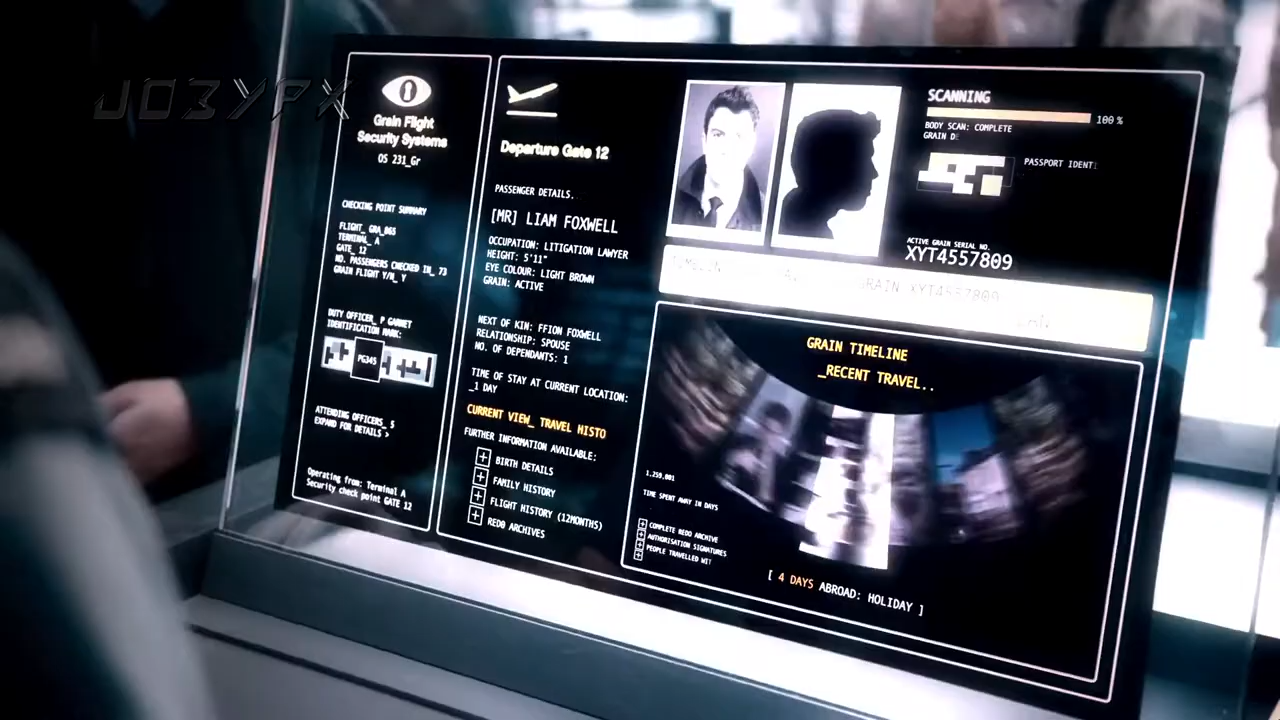 JO3YPX
Grain Flight
Security Systems
OS 231_Gr
CHECKING POINT SUMMARY
FLIGHT_ GRA_865
TERMINAL_ A
GATE_ 12
NO. PASSENGERS CHECKED IN_ 73
GRAIN FLIGHT Y/N_ Y
DUTY OFFICER_ P GARNET
IDENTIFICATION MARK:
PG345
ATTENDING OFFICERS_ 5
EXPAND FOR DETAILS >
Operating from: Terminal A
Security check point GATE 12
Departure Gate 12
PASSENGER DETAILS.
[MR] LIAM FOXWELL
OCCUPATION: LITIGATION LAWYER
HEIGHT: 5'11"
EYE COLOUR: LIGHT BROWN
GRAIN: ACTIVE
NEXT OF KIN: FFION FOXWELL
RELATIONSHIP: SPOUSE
NO. OF DEPENDANTS: 1
TIME OF STAY AT CURRENT LOCATION:
_1 DAY
CURRENT VIEW_ TRAVEL HISTO
FURTHER INFORMATION AVAILABLE:
BIRTH DETAILS
FAMILY HISTORY
FLIGHT HISTORY (12MONTHS)
REDO ARCHIVES
SCANNING
100 %
BODY SCAN: COMPLETE
GRAIN D
PASSPORT IDENT
ACTIVE GRAIN SERIAL NO.
XYT4557809
GRAIN XYT4557809
GRAIN TIMELINE
_RECENT TRAVEL..
1,259,001
TIME SPENT AWAY IN DAYS
COMPLETE REDO ARCHIVE
AUTHORISATION SIGNATURES
PEOPLE TRAVELLED WIT
[ 4 DAYS ABROAD: HOLIDAY ]